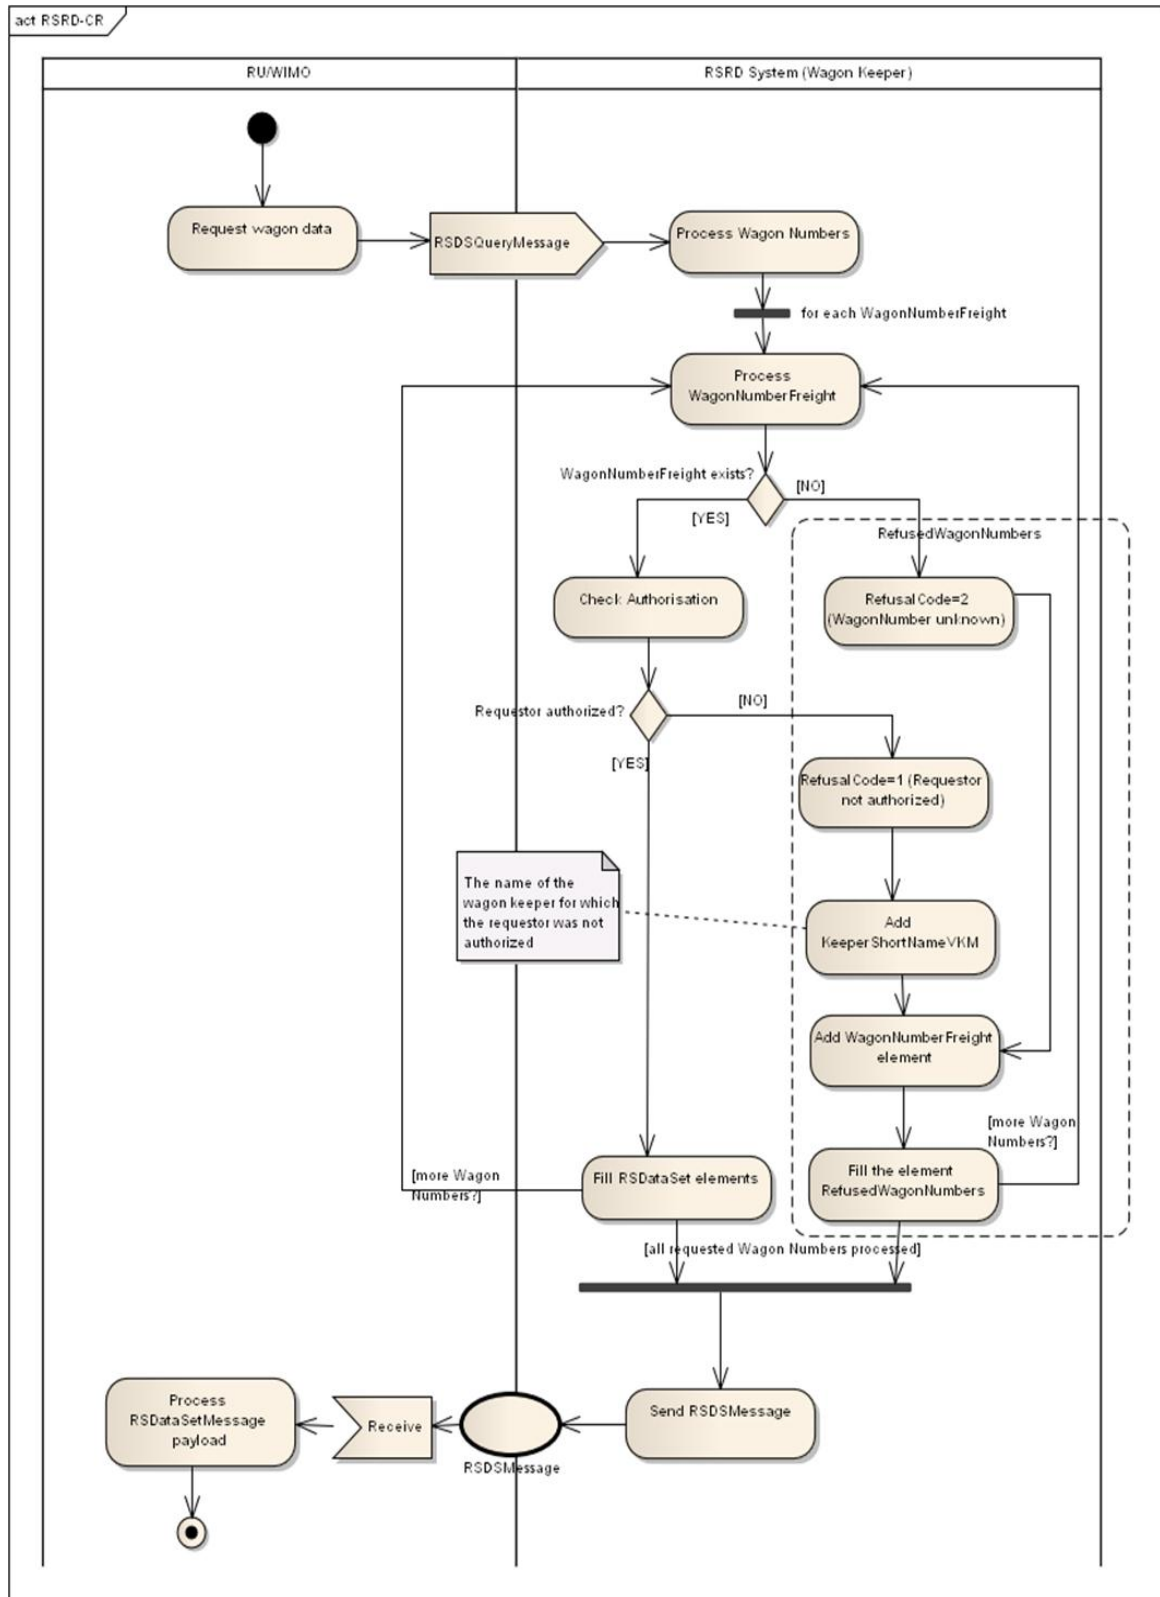 act RSRD-CR
RU/WIMO
RSRD System (Wagon Keeper)
Request wagon data
RSDSQueryMessage
Process Wagon Numbers
for each WagonNumberFreight
Process
WagonNumberFreight
WagonNumberFreight exists?
[NO]
[YES]
RefusedWagonNumbers
Check Authorisation
RefusalCode=2
(WagonNumber unknown)
Requestor authorized?
[NO]
[YES]
RefusalCode=1 (Requestor
not authorized)
The name of the
wagon keeper for which
the requestor was not
authorized
Add
KeeperShortNameVKM
Add WagonNumberFreight
element
[more Wagon
Numbers?]
[more Wagon
Numbers?]
Fill RSDataSet elements
Fill the element
RefusedWagonNumbers
[all requested Wagon Numbers processed]
Process
RSDataSetMessage
payload
Receive
RSDSMessage
Send RSDSMessage